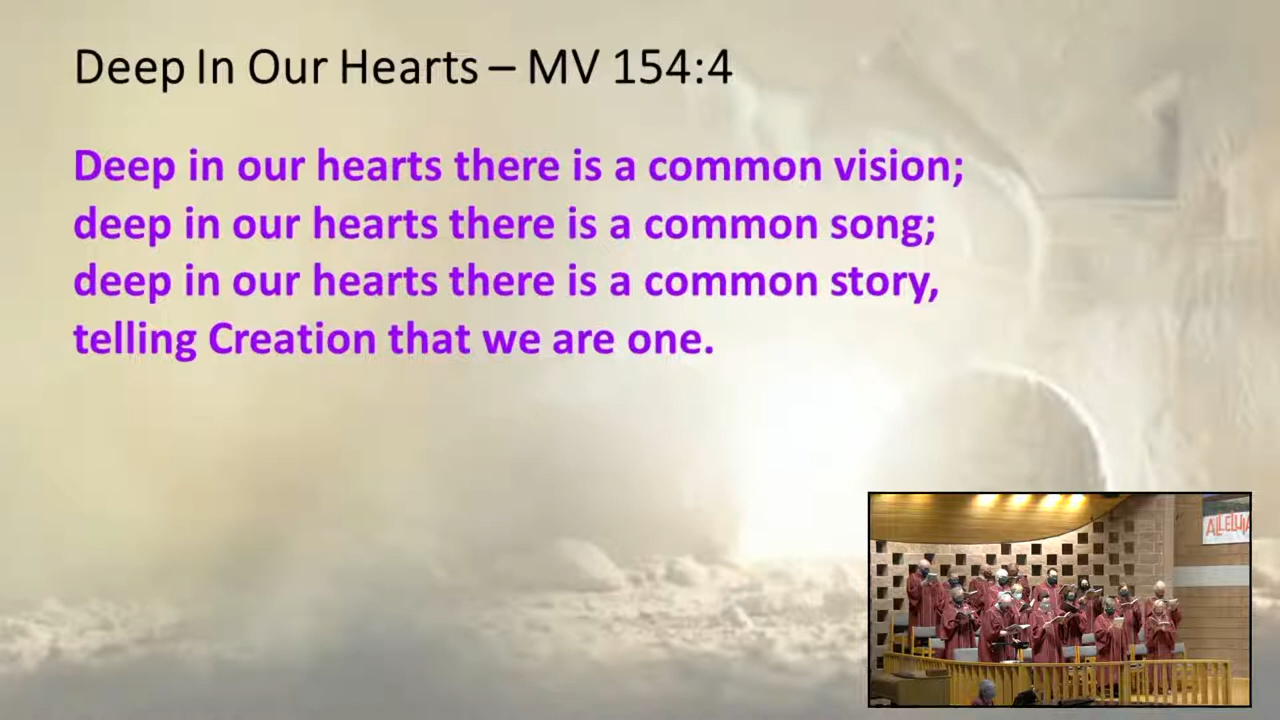 Deep In Our Hearts – MV 154:4
Deep in our hearts there is a common vision;
deep in our hearts there is a common song;
deep in our hearts there is a common story,
telling Creation that we are one.
ALLELUIA